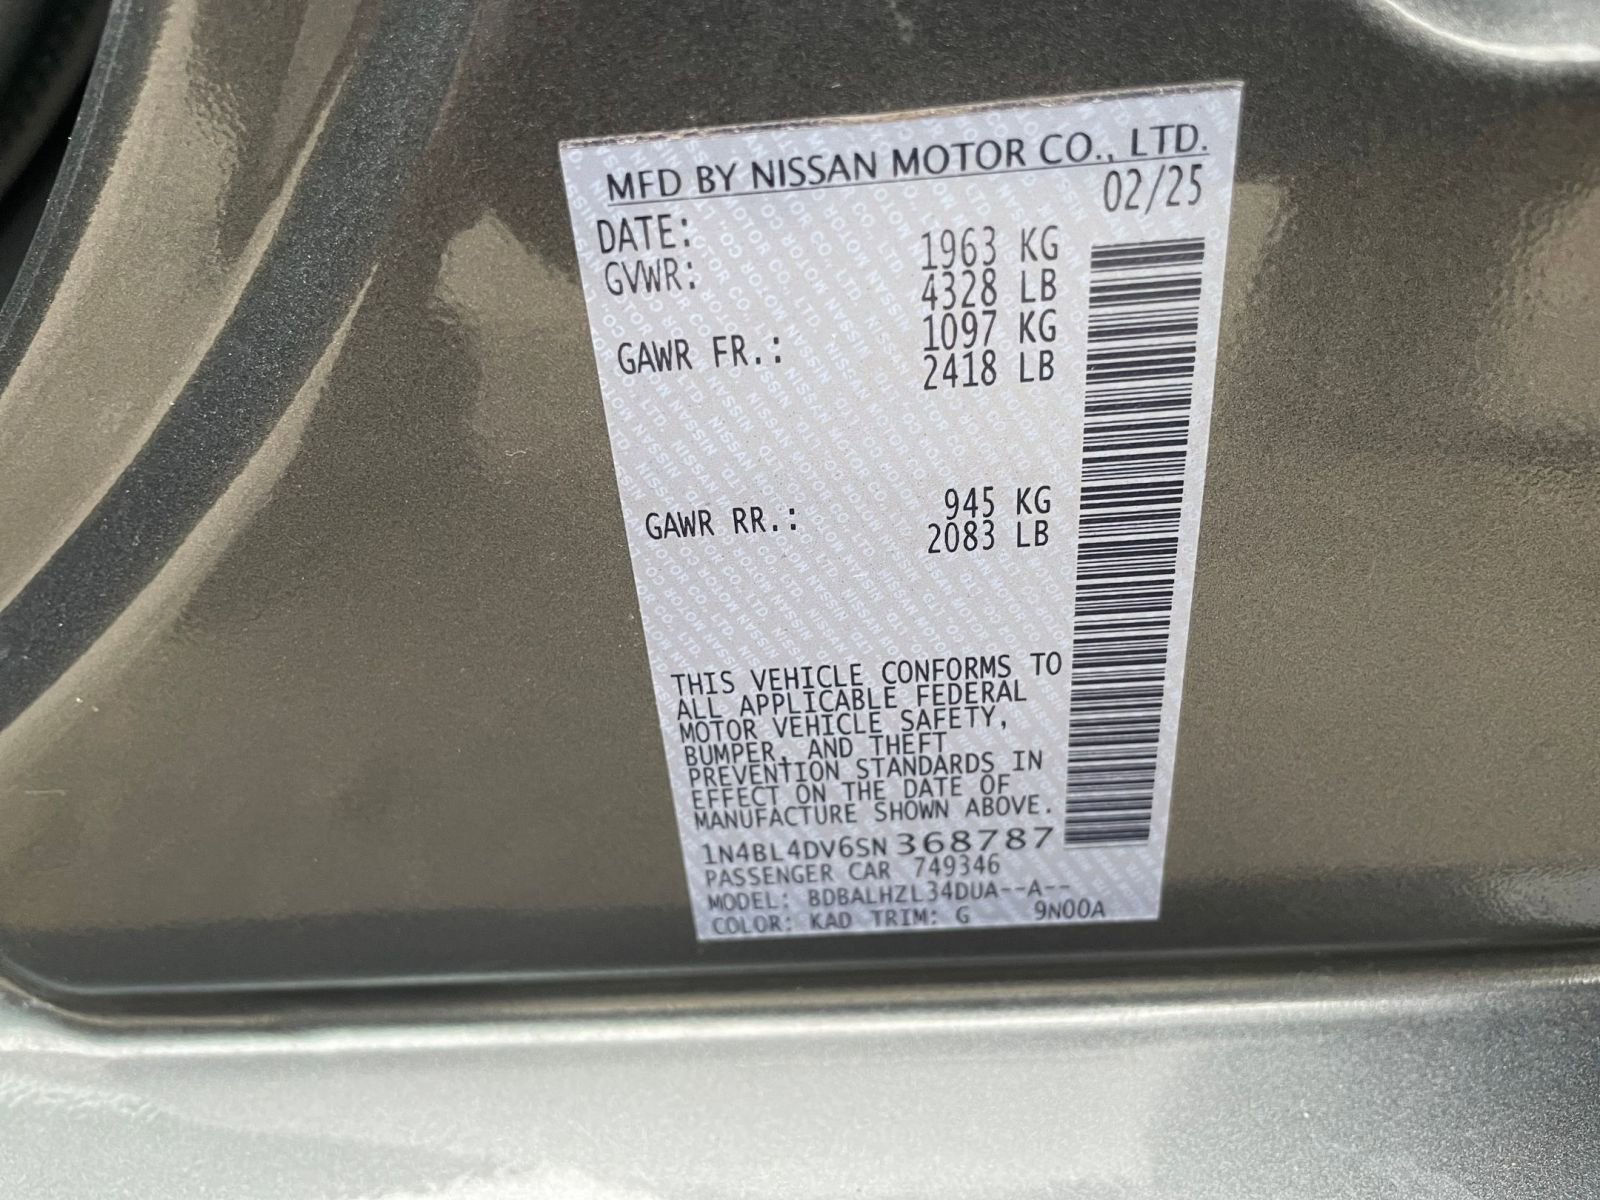 MFD BY NISSAN MOTOR CO., LTD.
DATE: 02/25
GVWR: 1963 KG
4328 LB
GAWR FR.: 1097 KG
2418 LB
GAWR RR.: 945 KG
2083 LB
THIS VEHICLE CONFORMS TO
ALL APPLICABLE FEDERAL
MOTOR VEHICLE SAFETY,
BUMPER, AND THEFT
PREVENTION STANDARDS IN
EFFECT ON THE DATE OF
MANUFACTURE SHOWN ABOVE.
1N4BL4DV6SN 368787
PASSENGER CAR 749346
MODEL: BDBALHZL34DUA--A--
COLOR: KAD TRIM: G 9N00A